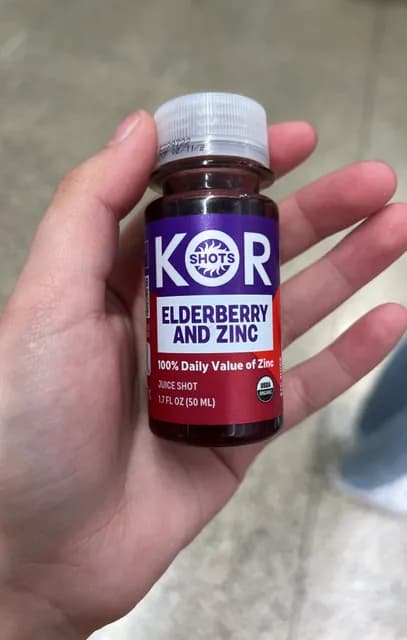 KOR
SHOTS
ELDERBERRY
AND ZINC
100% Daily Value of Zinc
JUICE SHOT
1.7 FL OZ (50 ML)
USDA
ORGANIC